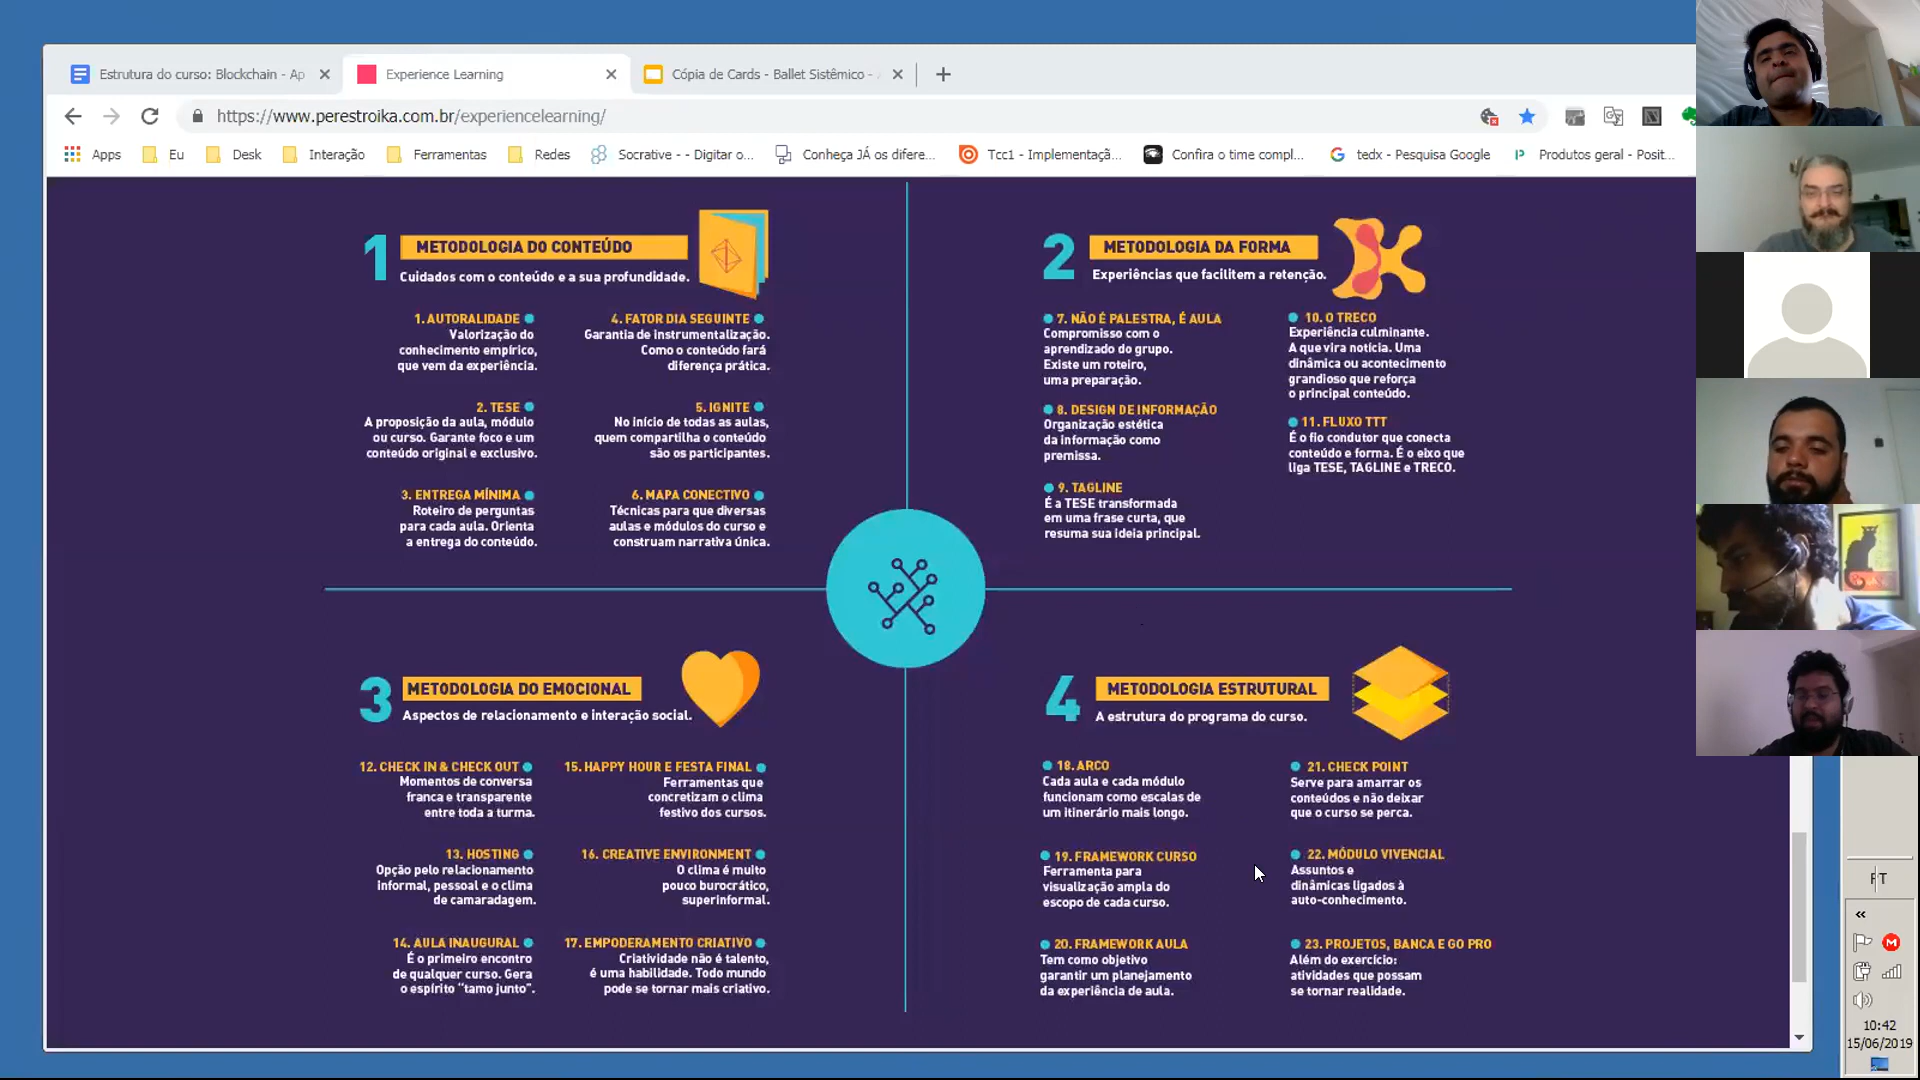 Estrutura do curso: Blockchain - Ap
Experience Learning
Cópia de Cards - Ballet Sistêmico -
https://www.perestroika.com.br/experiencelearning/
Apps
Eu
Desk
Interação
Ferramentas
Redes
Socrative - - Digitar o...
Conheça JÁ os difere...
Tcc1 - Implementaçã...
Confira o time compl...
tedx - Pesquisa Google
Produtos geral - Posit...
1
METODOLOGIA DO CONTEÚDO
Cuidados com o conteúdo e a sua profundidade.
1. AUTORALIDADE
Valorização do
conhecimento empírico,
que vem da experiência.
2. TESE
A proposição da aula, módulo
ou curso. Garante foco e um
conteúdo original e exclusivo.
3. ENTREGA MÍNIMA
Roteiro de perguntas
para cada aula. Orienta
a entrega do conteúdo.
4. FATOR DIA SEGUINTE
Garantia de instrumentalização.
Como o conteúdo fará
diferença prática.
5. IGNITE
No início de todas as aulas,
quem compartilha o conteúdo
são os participantes.
6. MAPA CONECTIVO
Técnicas para que diversas
aulas e módulos do curso e
construam narrativa única.
2
METODOLOGIA DA FORMA
Experiências que facilitem a retenção.
7. NÃO É PALESTRA, É AULA
Compromisso com o
aprendizado do grupo.
Existe um roteiro,
uma preparação.
8. DESIGN DE INFORMAÇÃO
Organização estética
da informação como
premissa.
9. TAGLINE
É a TESE transformada
em uma frase curta, que
resuma sua ideia principal.
10. O TRECO
Experiência culminante.
A que vira notícia. Uma
dinâmica ou acontecimento
grandioso que reforça
o principal conteúdo.
11. FLUXO TTT
É o fio condutor que conecta
conteúdo e forma. É o eixo que
liga TESE, TAGLINE e TRECO.
3
METODOLOGIA DO EMOCIONAL
Aspectos de relacionamento e interação social.
12. CHECK IN & CHECK OUT
Momentos de conversa
franca e transparente
entre toda a turma.
13. HOSTING
Opção pelo relacionamento
informal, pessoal e o clima
de camaradagem.
14. AULA INAUGURAL
É o primeiro encontro
de qualquer curso. Gera
o espírito “tamo junto”.
15. HAPPY HOUR E FESTA FINAL
Ferramentas que
concretizam o clima
festivo dos cursos.
16. CREATIVE ENVIRONMENT
O clima é muito
pouco burocrático,
superinformal.
17. EMPODERAMENTO CRIATIVO
Criatividade não é talento,
é uma habilidade. Todo mundo
pode se tornar mais criativo.
4
METODOLOGIA ESTRUTURAL
A estrutura do programa do curso.
18. ARCO
Cada aula e cada módulo
funcionam como escalas de
um itinerário mais longo.
19. FRAMEWORK CURSO
Ferramenta para
visualização ampla do
escopo de cada curso.
20. FRAMEWORK AULA
Tem como objetivo
garantir um planejamento
da experiência de aula.
21. CHECK POINT
Serve para amarrar os
conteúdos e não deixar
que o curso se perca.
22. MÓDULO VIVENCIAL
Assuntos e
dinâmicas ligados à
auto-conhecimento.
23. PROJETOS, BANCA E GO PRO
Além do exercício:
atividades que possam
se tornar realidade.
PT
10:42
15/06/2019